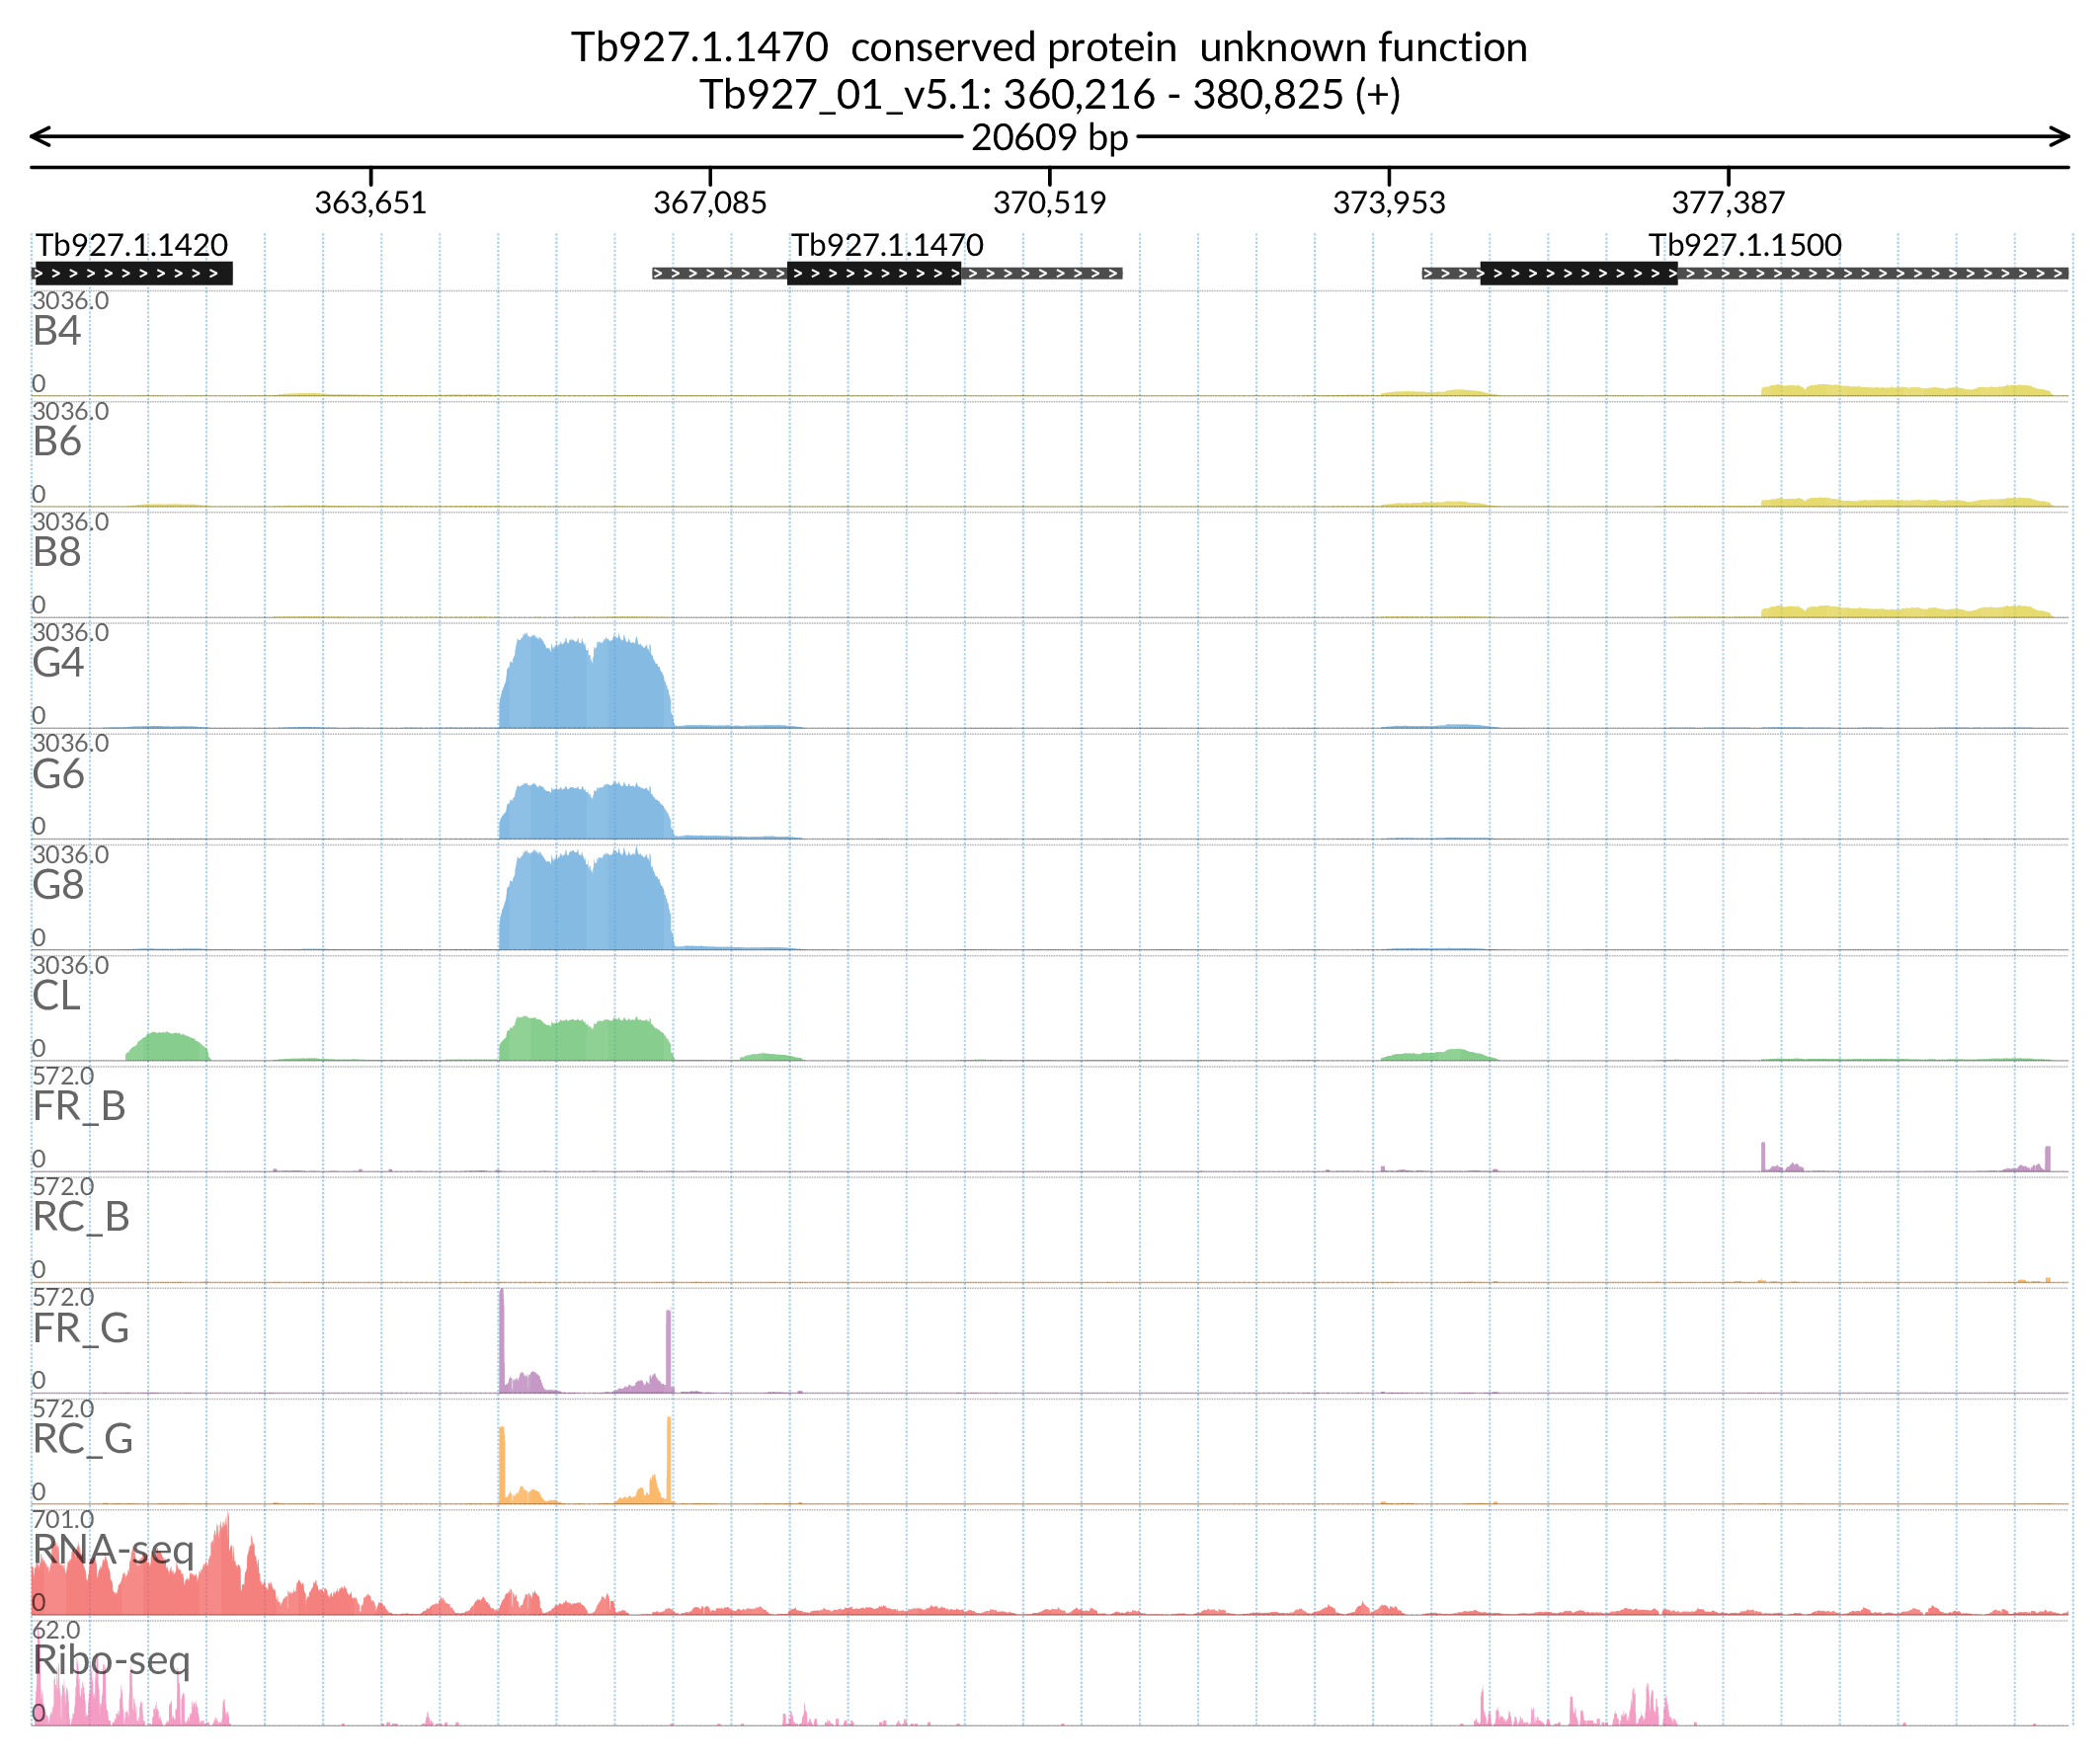 Tb927.1.1470  conserved protein  unknown function
Tb927_01_v5.1: 360,216 - 380,825 (+)
20609 bp
363,651 367,085 370,519 373,953 377,387
Tb927.1.1420 Tb927.1.1470 Tb927.1.1500
3036.0
B4
0
3036.0
B6
0
3036.0
B8
0
3036.0
G4
0
3036.0
G6
0
3036.0
G8
0
3036.0
CL
0
572.0
FR_B
0
572.0
RC_B
0
572.0
FR_G
0
572.0
RC_G
0
701.0
RNA-seq
0
62.0
Ribo-seq
0